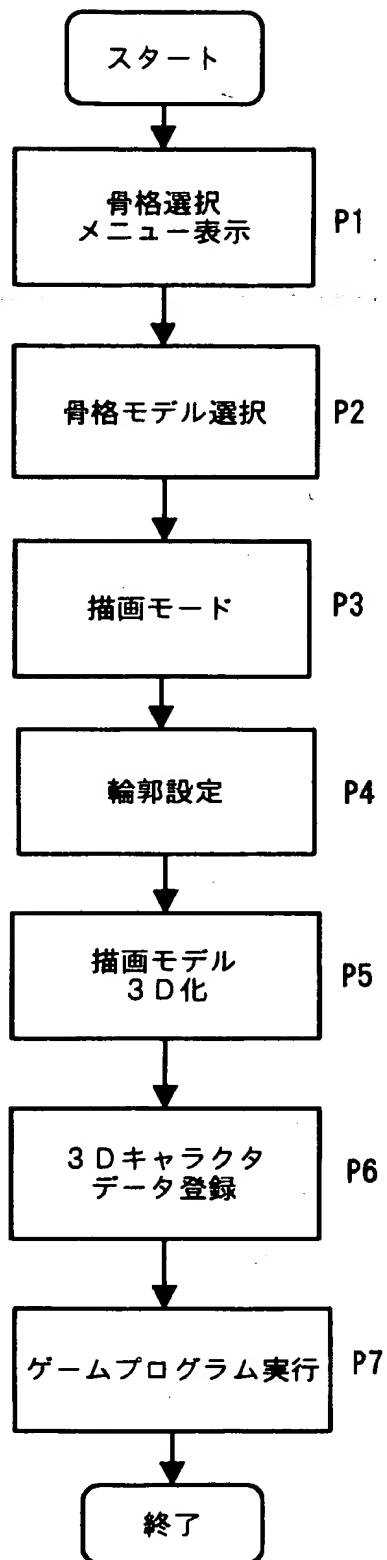 スタート
骨格選択
メニュー表示
P1
骨格モデル選択
P2
描画モード
P3
輪郭設定
P4
描画モデル
3D化
P5
3Dキャラクタ
データ登録
P6
ゲームプログラム実行
P7
終了